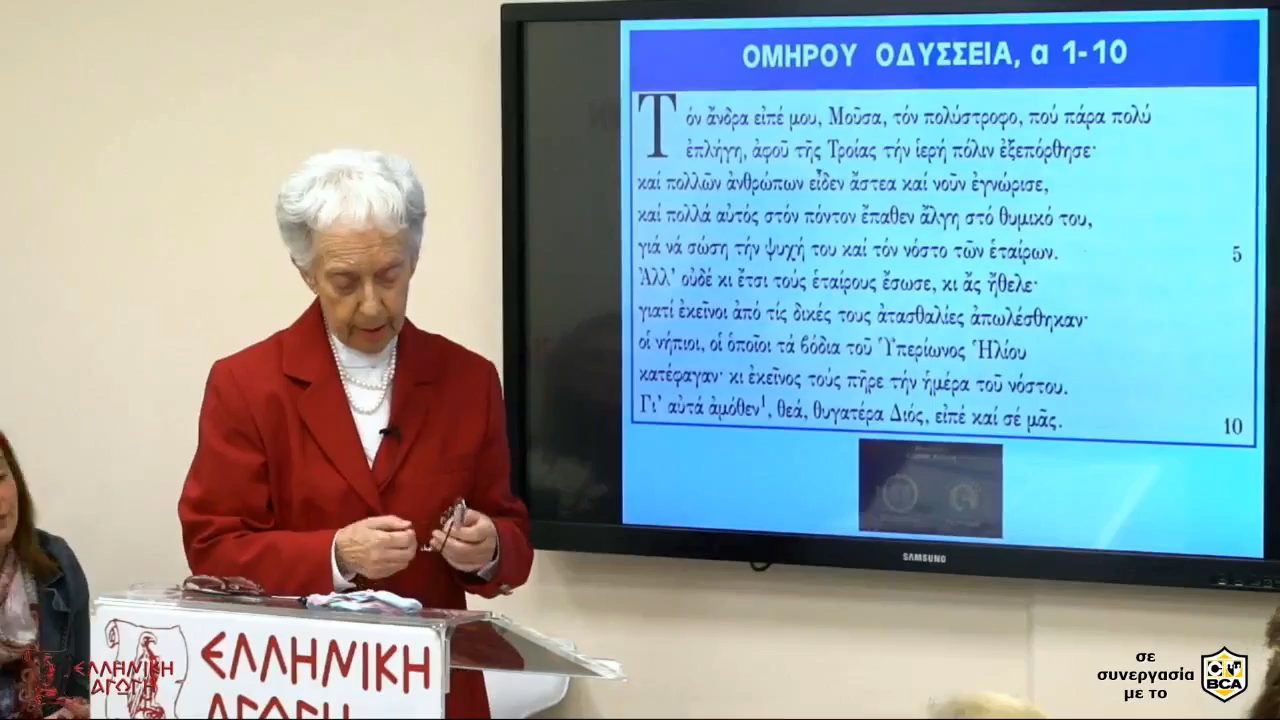 ΟΜΗΡΟΥ ΟΔΥΣΣΕΙΑ, α 1-10
Τόν ἄνδρα εἰπέ μου, Μοῦσα, τόν πολύστροφο, πού πάρα πολύ
ἐπλήγη, ἀφοῦ τῆς Τροίας τήν ἱερή πόλιν ἐξεπόρθησε·
καί πολλῶν ἀνθρώπων εἶδεν ἄστεα καί νοῦν ἐγνώρισε,
καί πολλά αὐτός στόν πόντον ἔπαθεν ἄλγη στό θυμικό του,
γιά νά σώση τήν ψυχή του καί τόν νόστο τῶν ἑταίρων. 5
Ἀλλ' οὐδέ κι ἔτσι τούς ἑταίρους ἔσωσε, κι ἄς ἤθελε·
γιατί ἐκεῖνοι ἀπό τίς δικές τους ἀτασθαλίες ἀπωλέσθηκαν·
οἱ νήπιοι, οἱ ὁποῖοι τά βόδια τοῦ Ὑπερίωνος Ἡλίου
κατέφαγαν· κι ἐκεῖνος τούς πῆρε τήν ἡμέρα τοῦ νόστου.
Γι' αὐτά ἁμόθεν¹, θεά, θυγατέρα Διός, εἰπέ καί σέ μᾶς. 10
SAMSUNG
ΕΛΛΗΝΙΚΗ
ΑΓΩΓΗ
ΕΛΛΗΝΙΚΗ
ΑΓΩΓΗ
σε
συνεργασία
με το
BCA